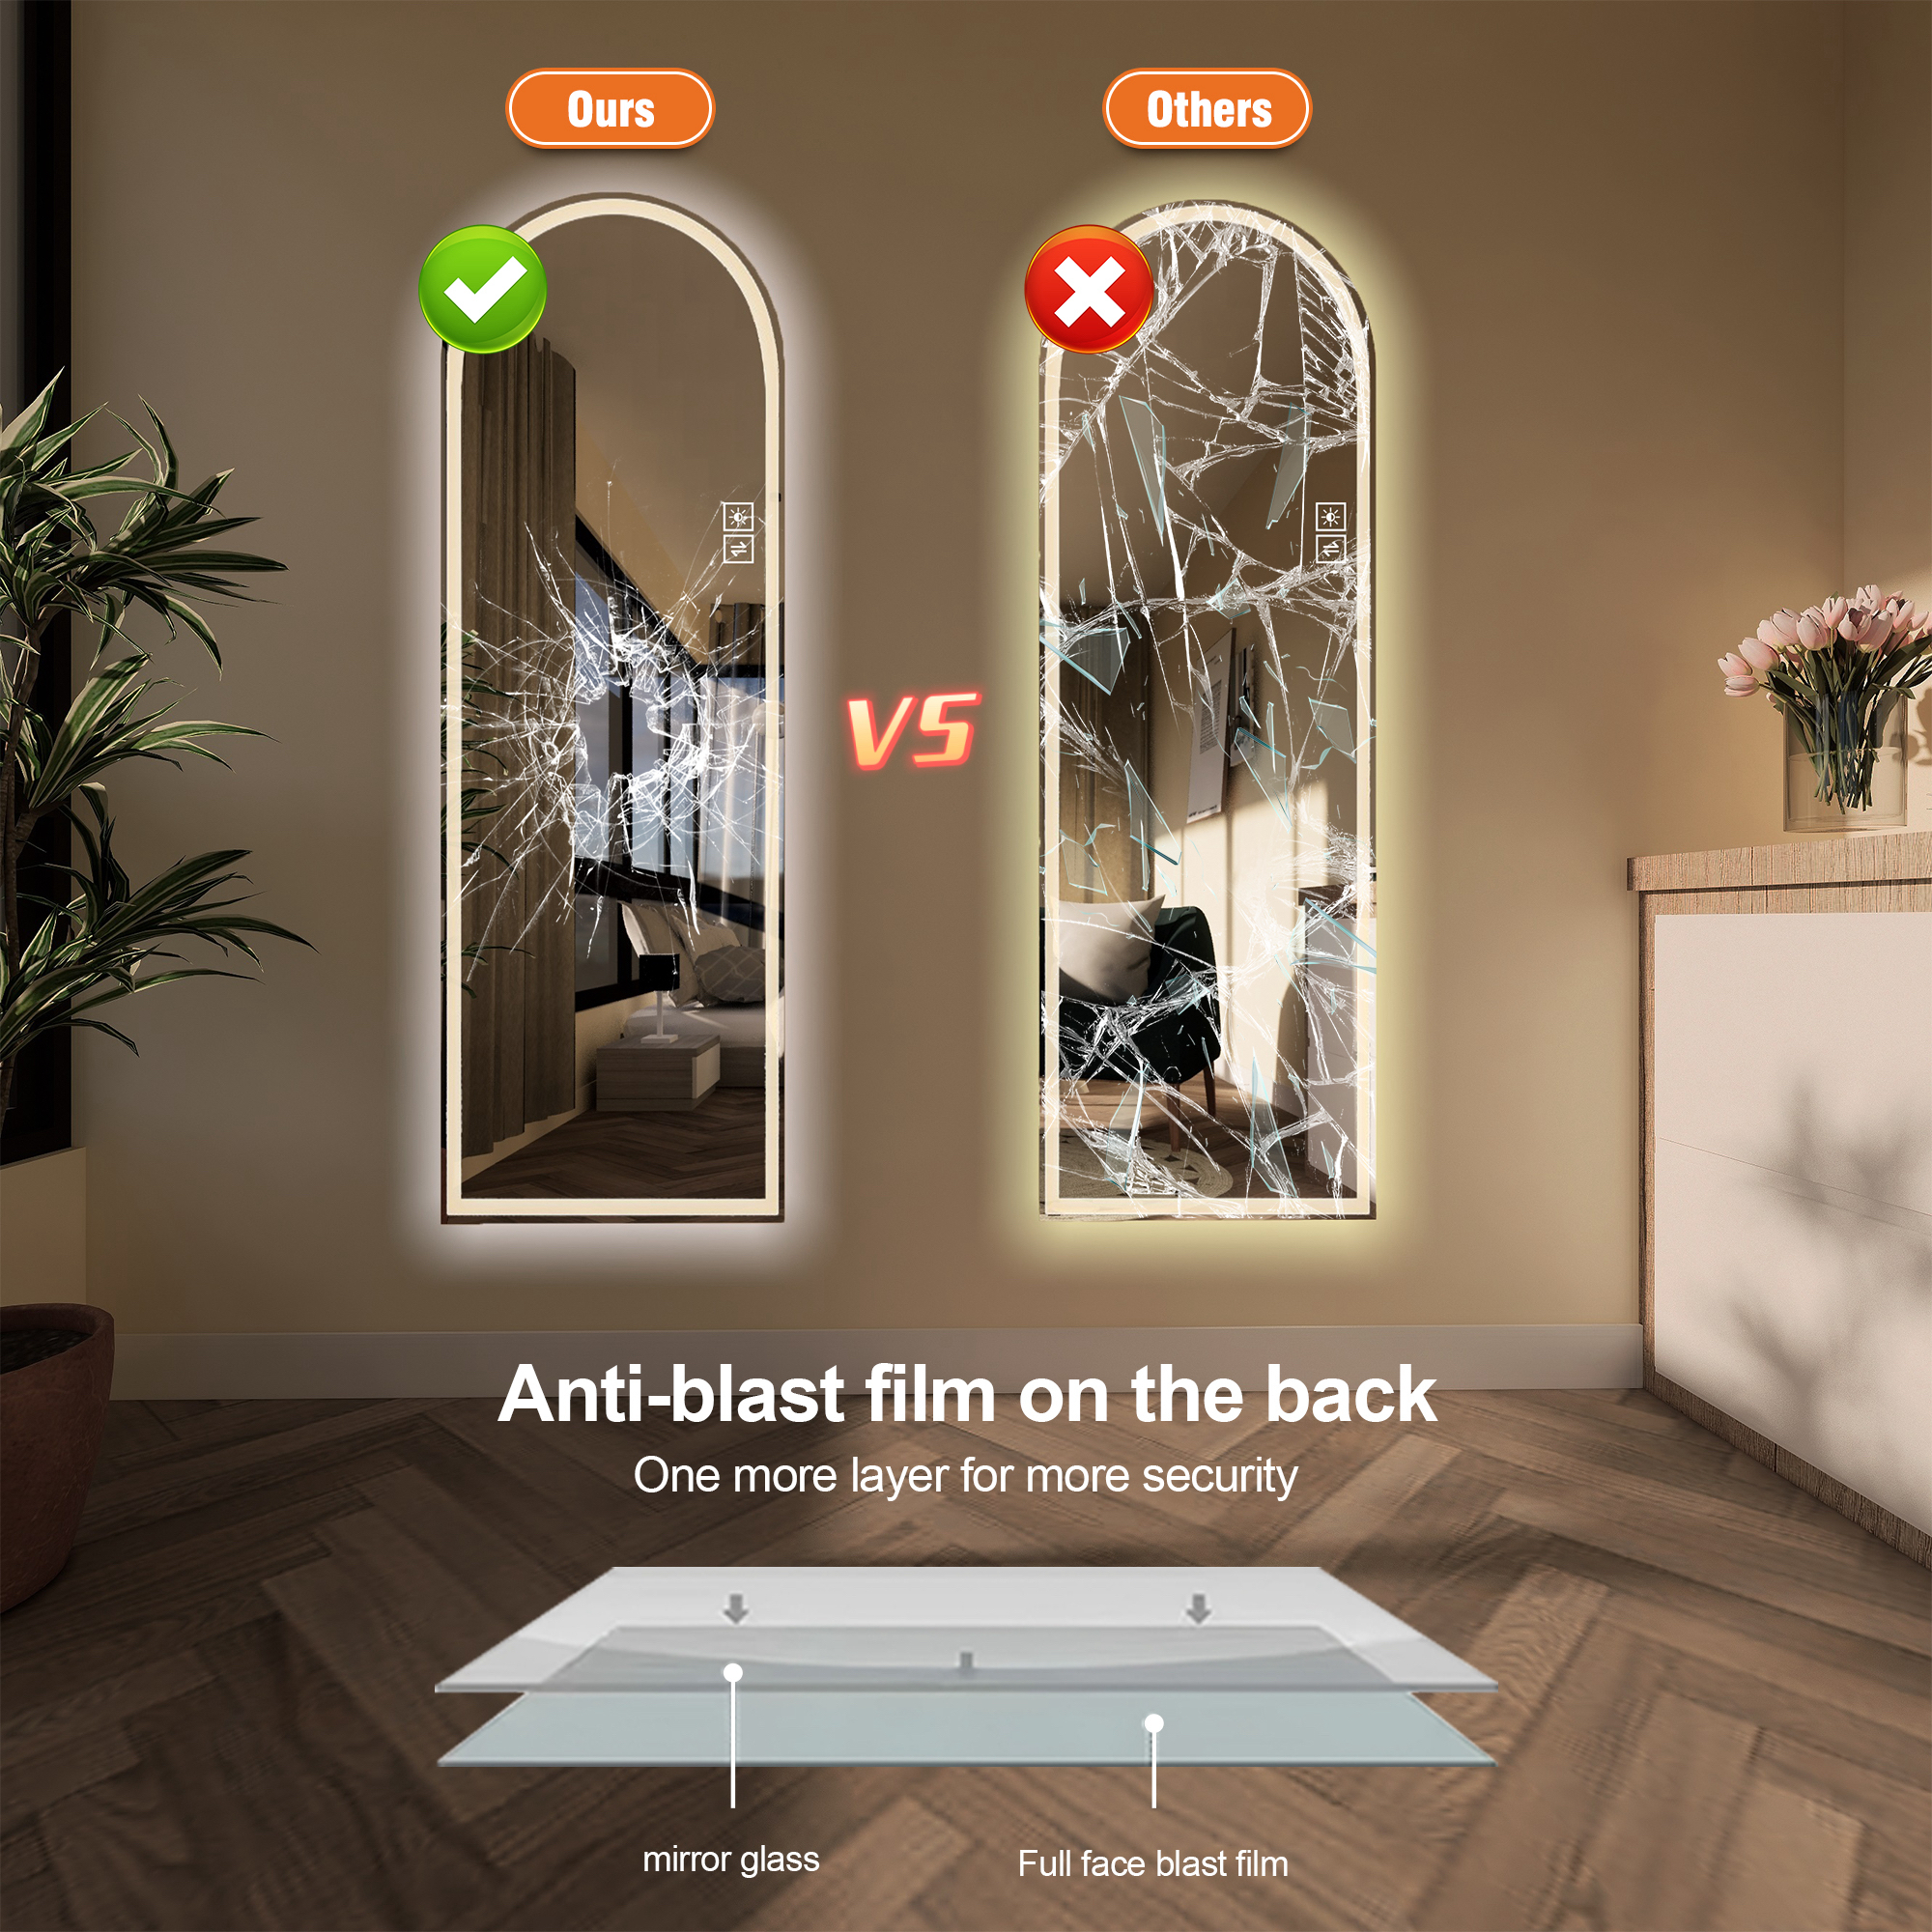 Ours
Others
VS
Anti-blast film on the back
One more layer for more security
mirror glass
Full face blast film